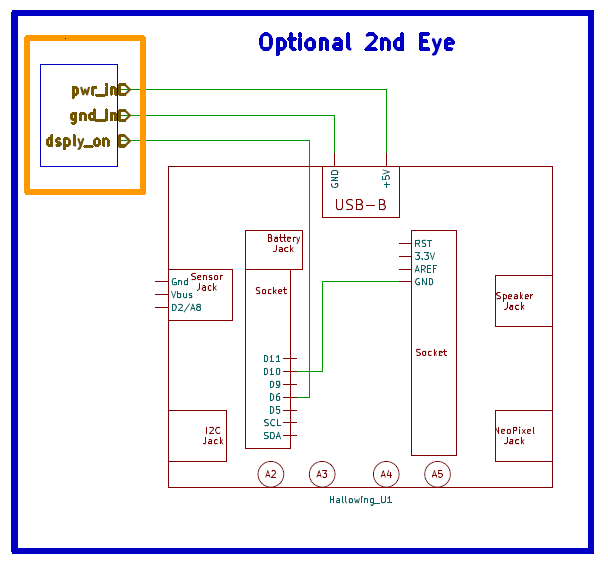 Optional 2nd Eye
pwr_in
gnd_in
dsply_on
GND
+5V
USB-B
Battery
Jack
RST
3.3V
AREF
GND
Sensor
Jack
Gnd
Vbus
D2/A8
Socket
Speaker
Jack
Socket
D11
D10
D9
D6
D5
SCL
SDA
I2C
Jack
NeoPixel
Jack
A2
A3
A4
A5
Hallowing_U1